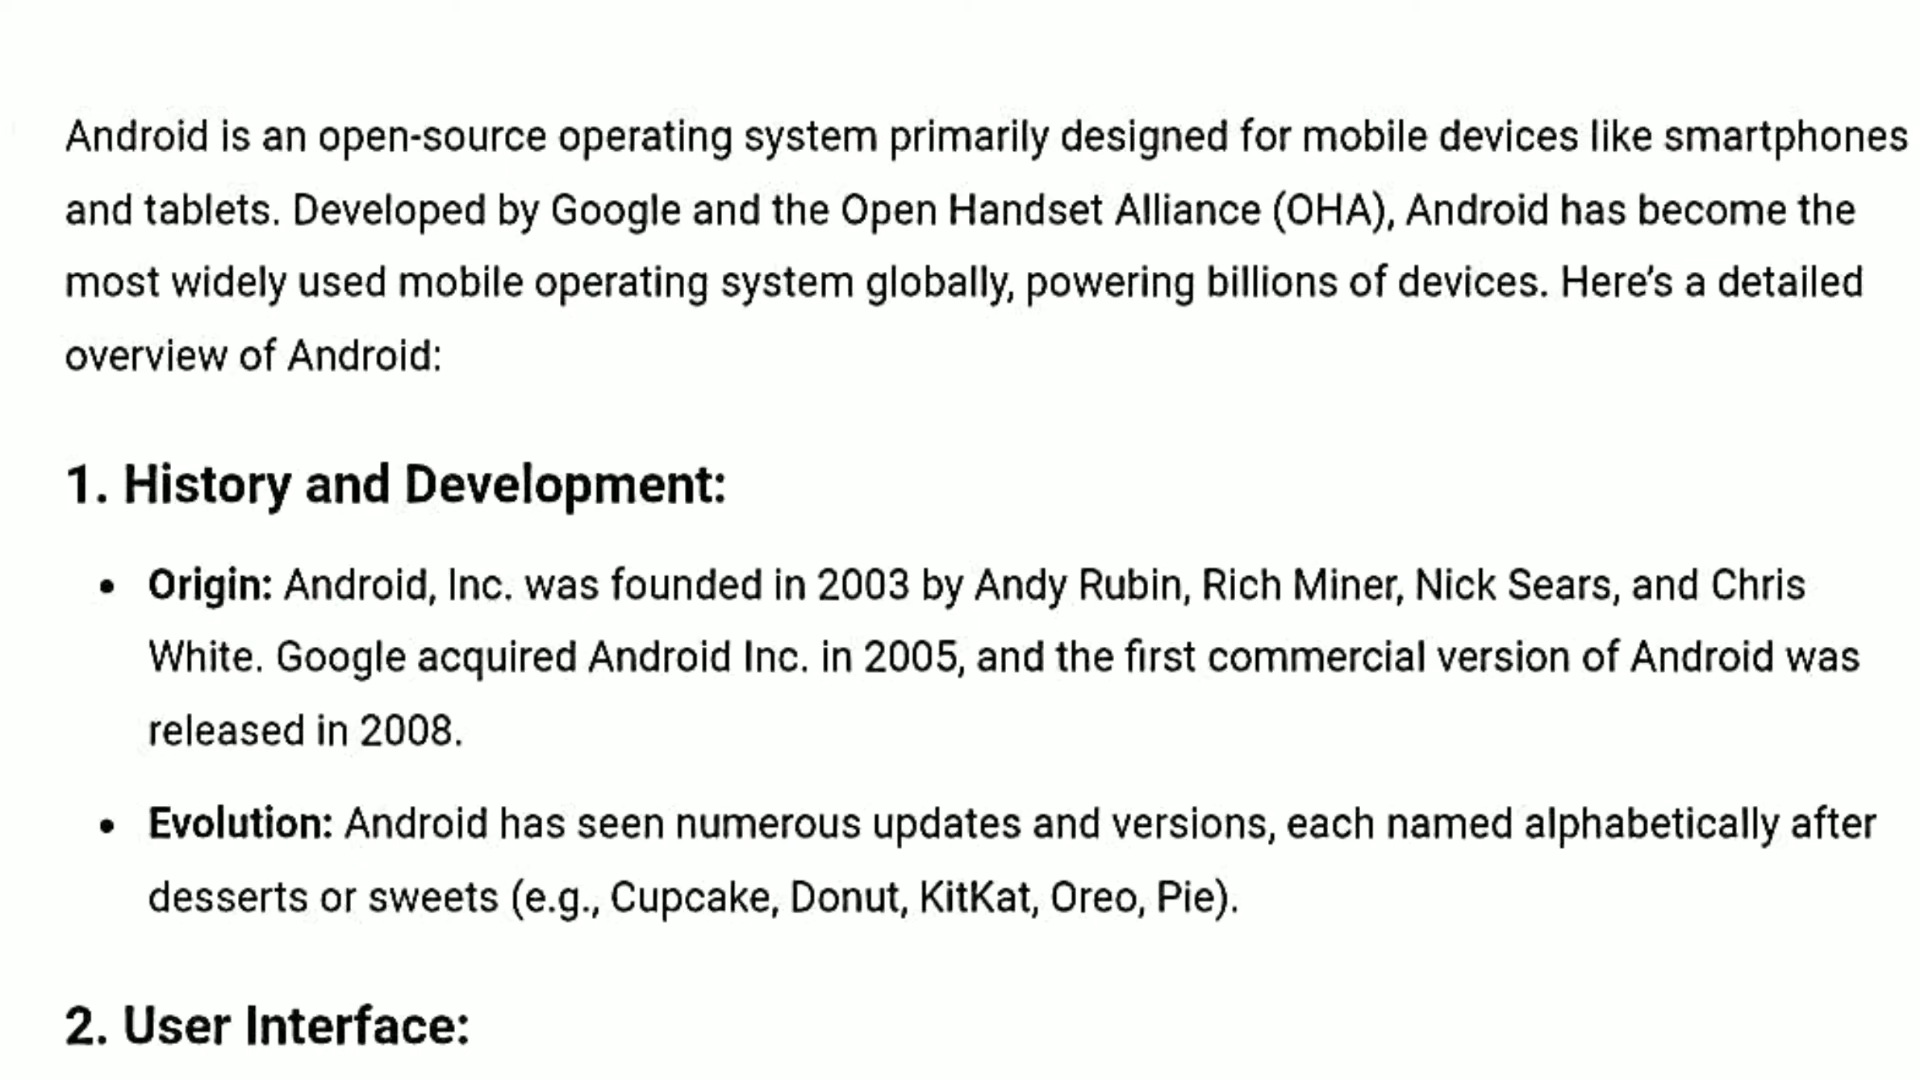 Android is an open-source operating system primarily designed for mobile devices like smartphones
and tablets. Developed by Google and the Open Handset Alliance (OHA), Android has become the
most widely used mobile operating system globally, powering billions of devices. Here's a detailed
overview of Android:
1. History and Development:
• Origin: Android, Inc. was founded in 2003 by Andy Rubin, Rich Miner, Nick Sears, and Chris
White. Google acquired Android Inc. in 2005, and the first commercial version of Android was
released in 2008.
• Evolution: Android has seen numerous updates and versions, each named alphabetically after
desserts or sweets (e.g., Cupcake, Donut, KitKat, Oreo, Pie).
2. User Interface: